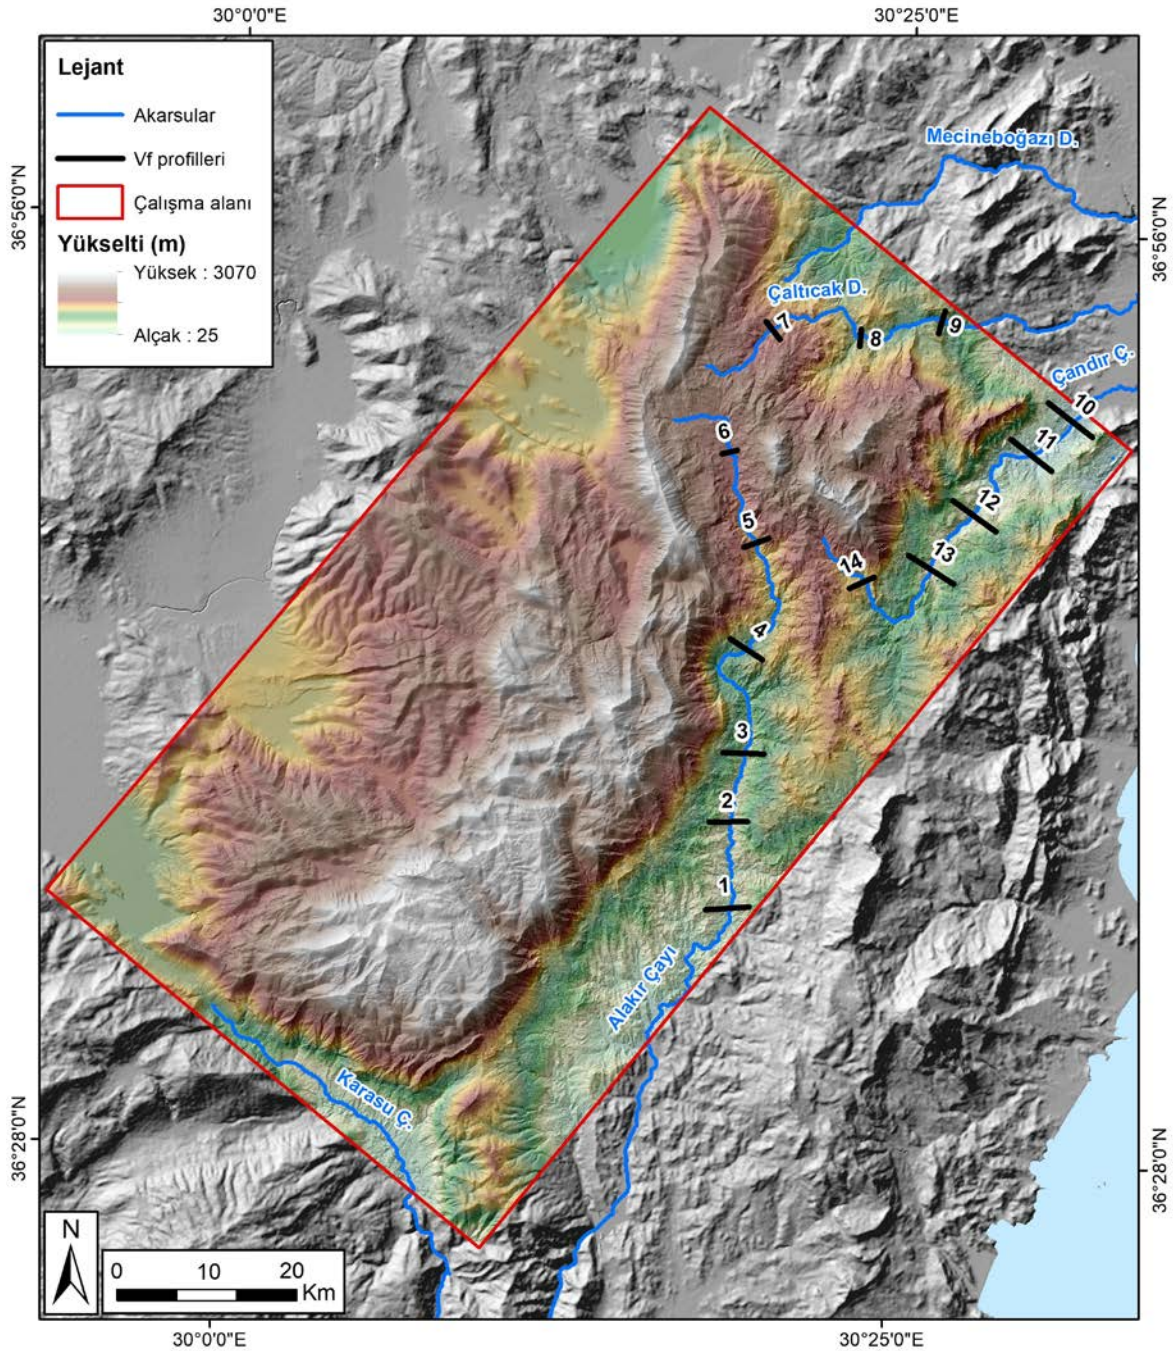 30°0'0"E
30°25'0"E
Lejant
Akarsular
Vf profilleri
Çalışma alanı
Yükselti (m)
Yüksek : 3070
Alçak : 25
Mecineboğazı D.
36°56'0"N
36°56'0"N
Çaltıcak D.
7
8
9
Çandır Ç.
10
6
11
12
5
13
14
4
3
2
1
Alakır Çayı
Karasu Ç.
36°28'0"N
36°28'0"N
N
0
10
20
Km
30°0'0"E
30°25'0"E